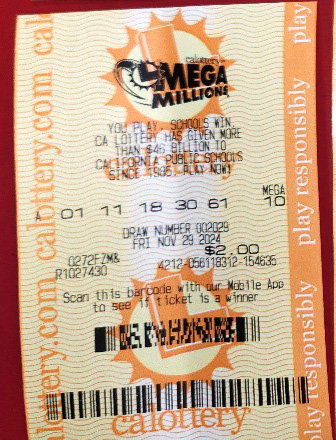 calottery
MEGA
MILLIONS
YOU PLAY. SCHOOLS WIN.
CA LOTTERY HAS GIVEN MORE
THAN $46 BILLION TO
CALIFORNIA PUBLIC SCHOOLS
SINCE 1985. PLAY NOW!
MEGA
A 01 11 18 30 61 10
DRAW NUMBER 002029
FRI NOV 29 2024
$2.00
R1027430 4212-056118312-154635
Scan this barcode with our Mobile App
to see if ticket is a winner
calottery
calottery.com calottery.com cal
play responsibly play responsibly play